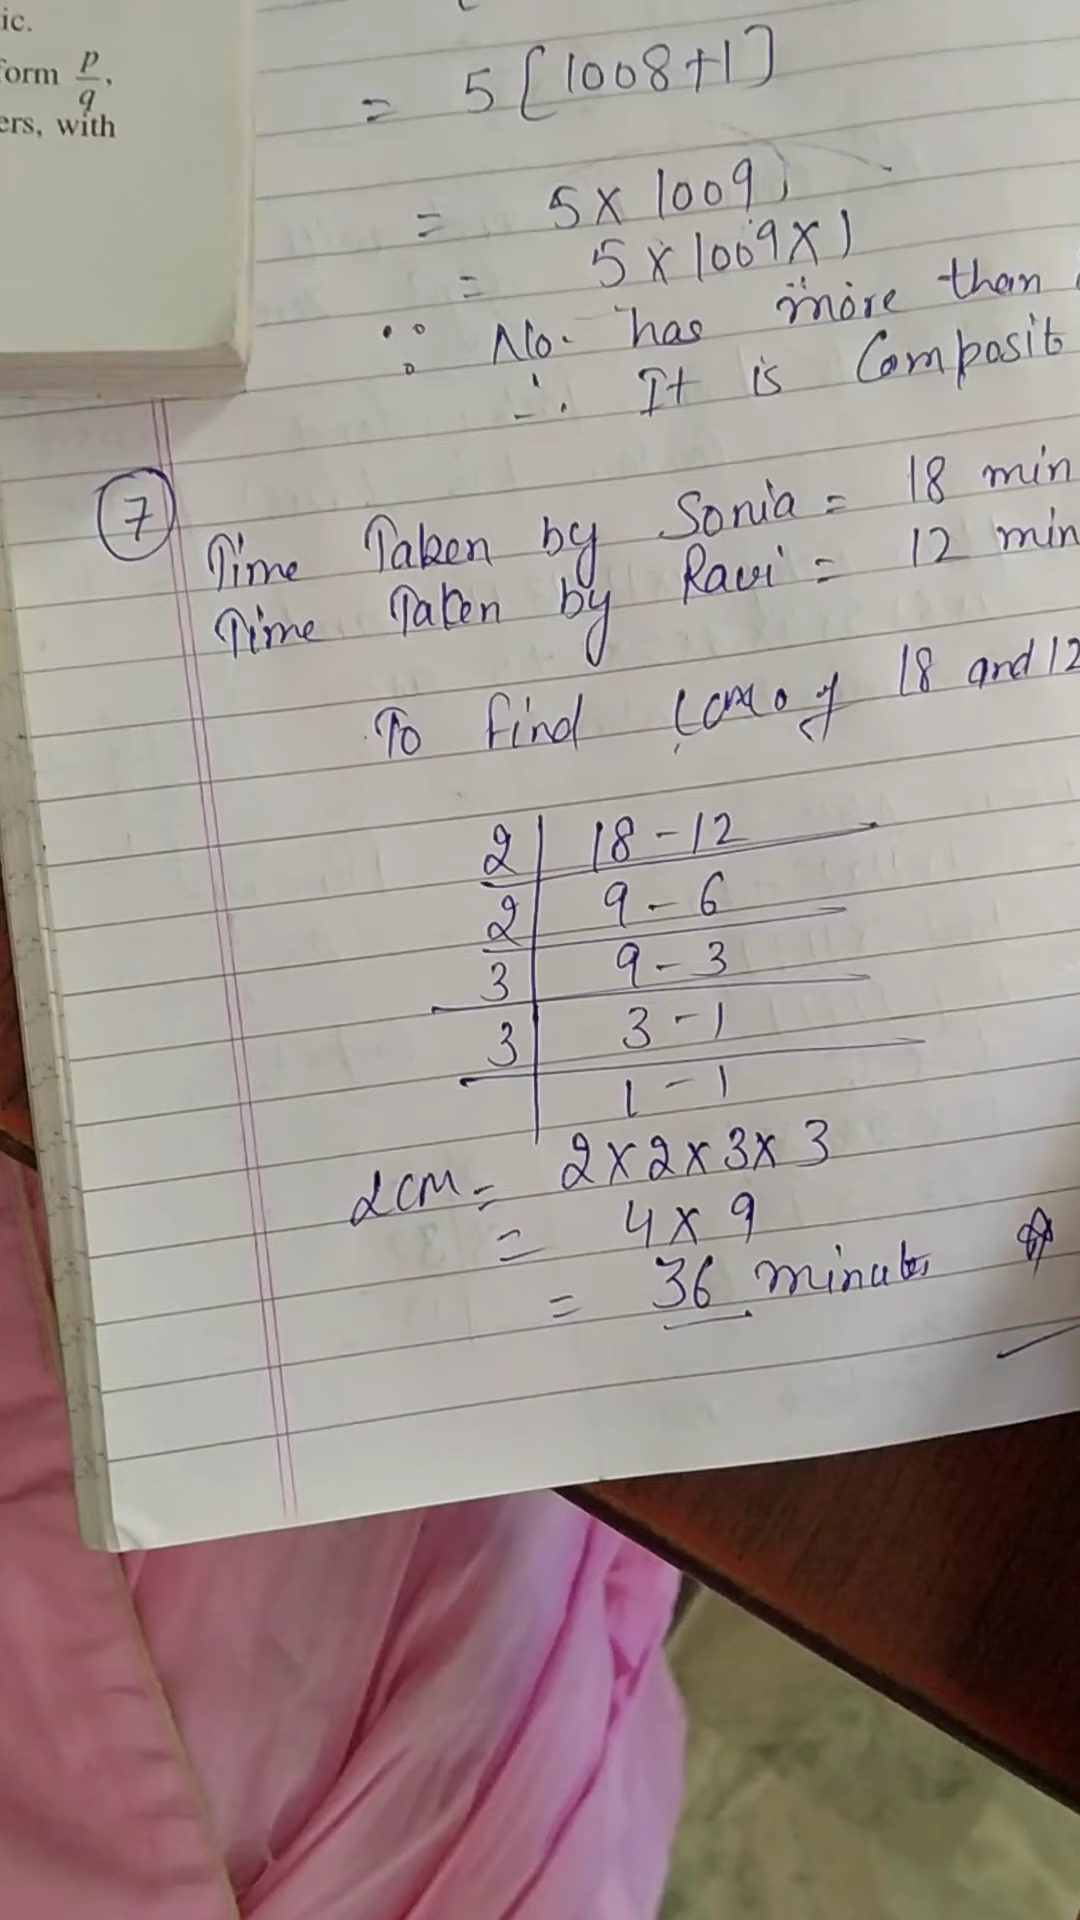 ic.
form p/q,
ers, with
= 5[1008+1]
= 5 × 1009
= 5 × 1009 × 1
∵ No. has more than
∴ It is Composit
7
Time Taken by Sonia = 18 min
Time Taken by Ravi = 12 min
To find LCM of 18 and 12
2 | 18 - 12
2 | 9 - 6
3 | 9 - 3
3 | 3 - 1
1 - 1
LCM = 2 × 2 × 3 × 3
= 4 × 9
= 36 minutes